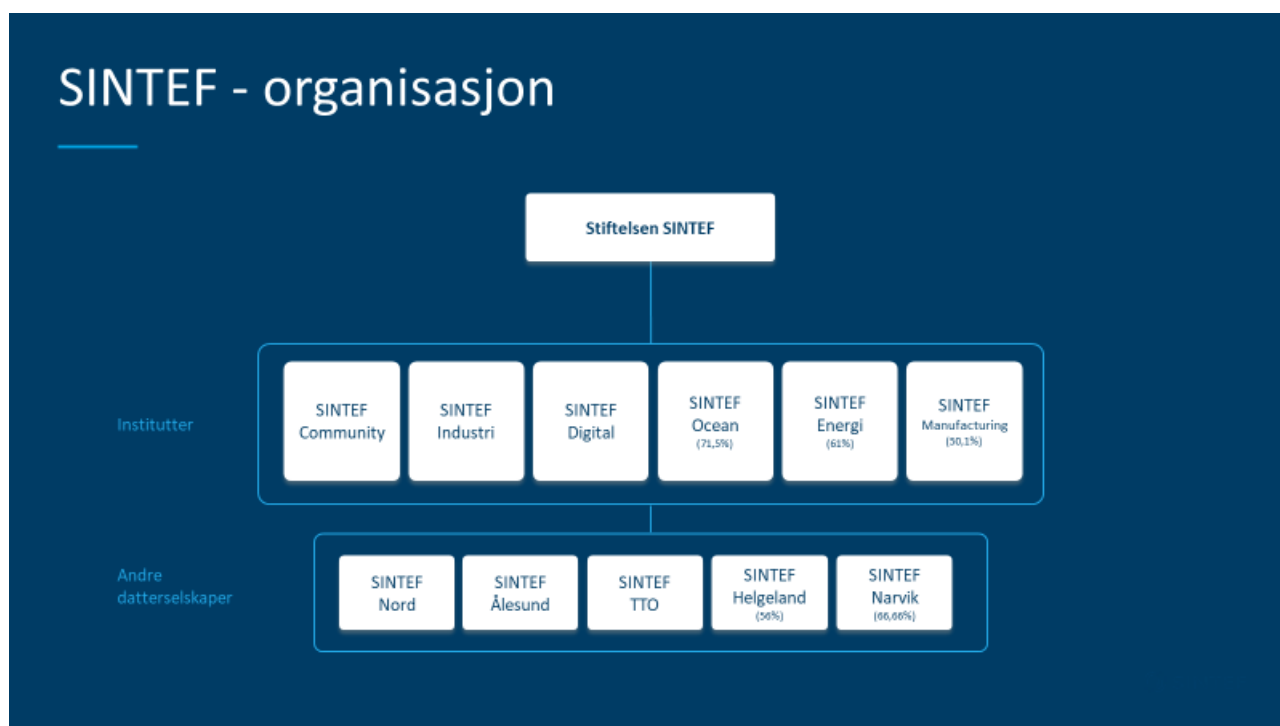 SINTEF - organisasjon
Stiftelsen SINTEF
Institutter
SINTEF
Community
SINTEF
Industri
SINTEF
Digital
SINTEF
Ocean
(71,5%)
SINTEF
Energi
(61%)
SINTEF
Manufacturing
(50,1%)
Andre
datterselskaper
SINTEF
Nord
SINTEF
Ålesund
SINTEF
TTO
SINTEF
Helgeland
(56%)
SINTEF
Narvik
(66,66%)